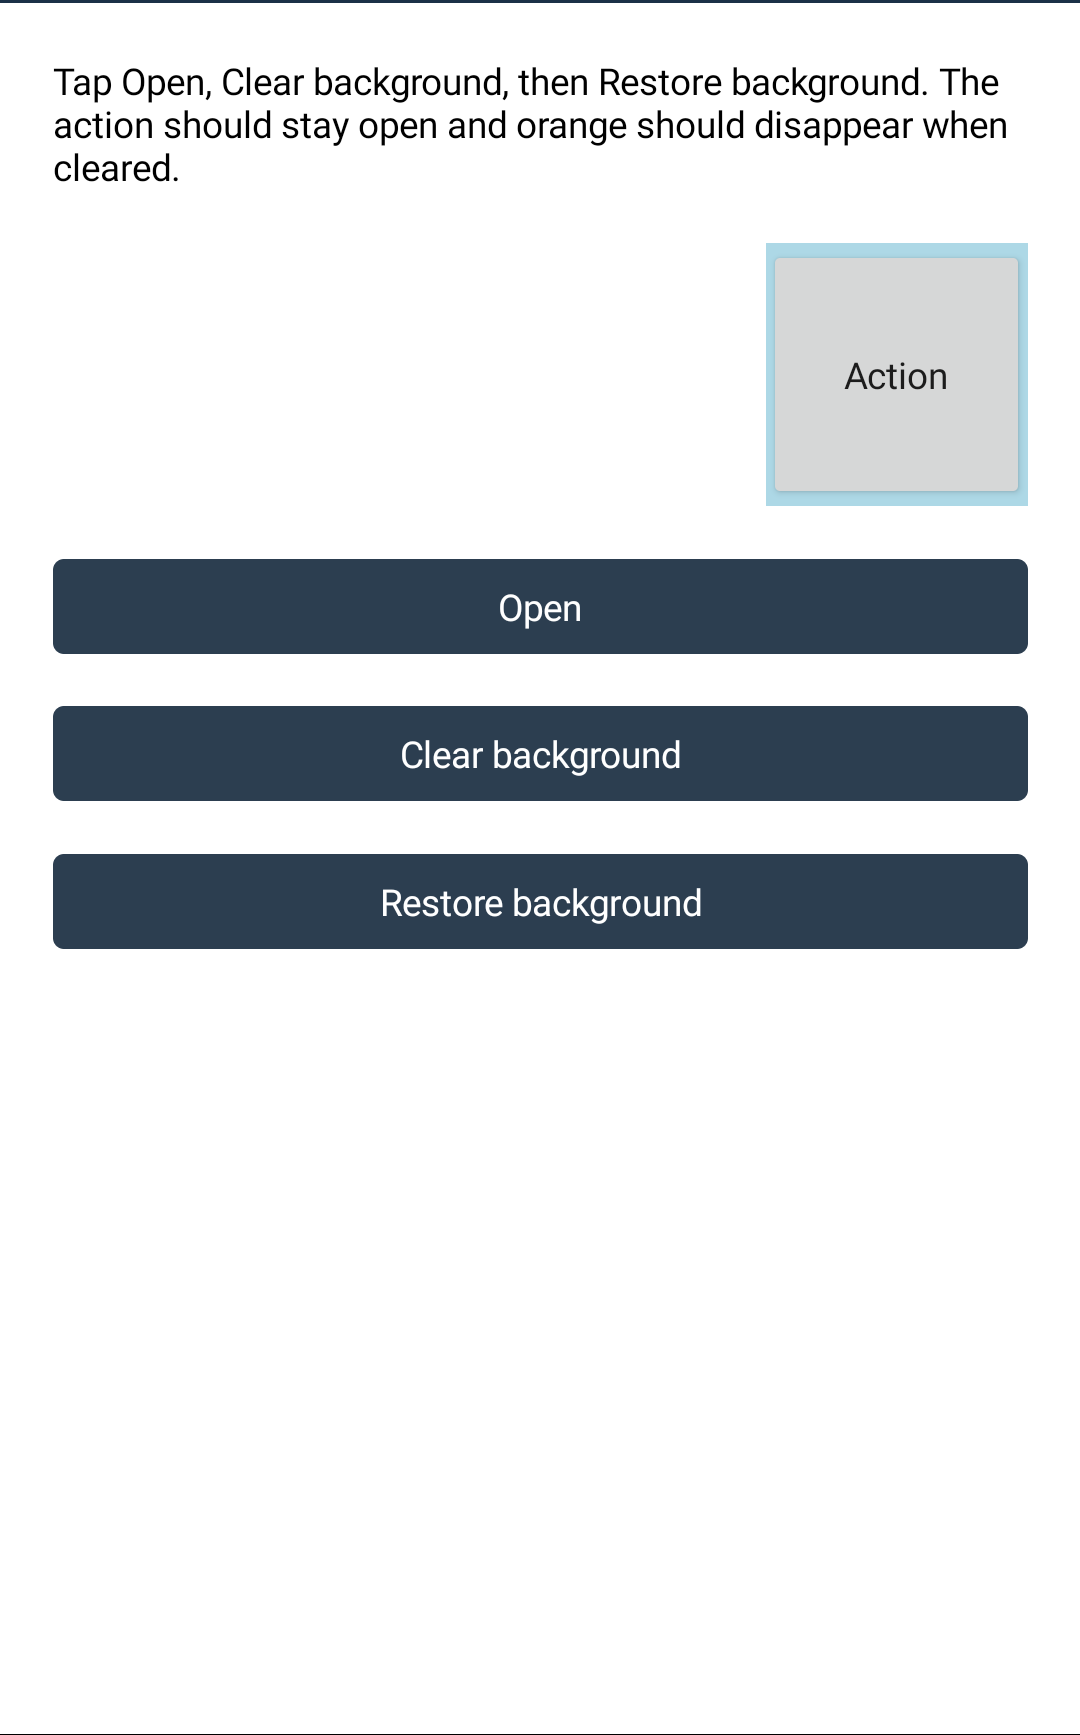 Tap Open, Clear background, then Restore background. The
action should stay open and orange should disappear when
cleared.
Action
Open
Clear background
Restore background